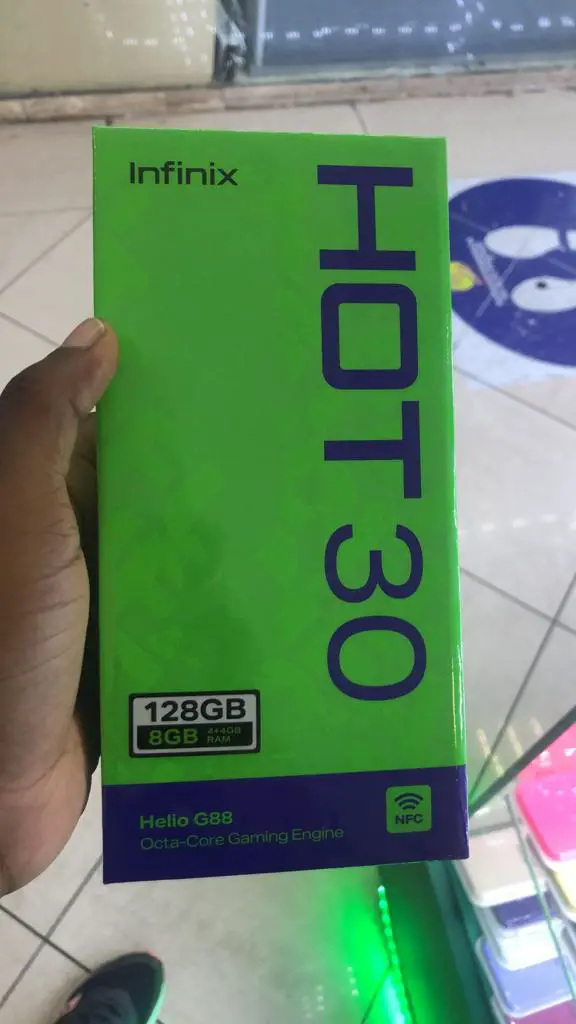 Infinix
HOT 30
128GB
8GB 4+4GB
RAM
Helio G88
Octa-Core Gaming Engine
NFC